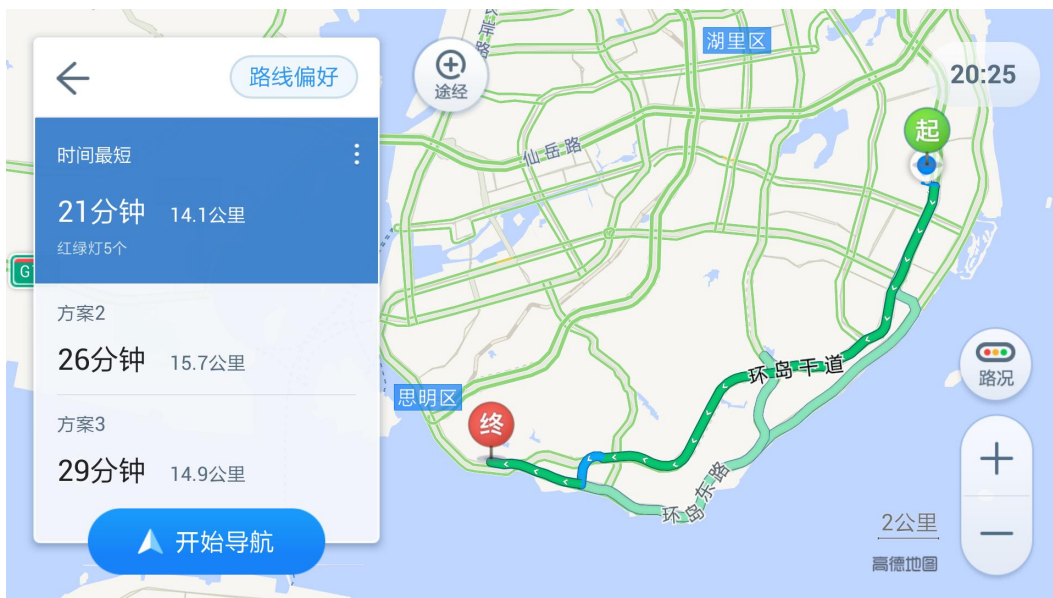 路线偏好
时间最短
21分钟 14.1公里
红绿灯5个
方案2
26分钟 15.7公里
方案3
29分钟 14.9公里
开始导航
途经
湖里区
20:25
起
仙岳路
G
环岛干道
路况
思明区
终
环岛东路
2公里
高德地图